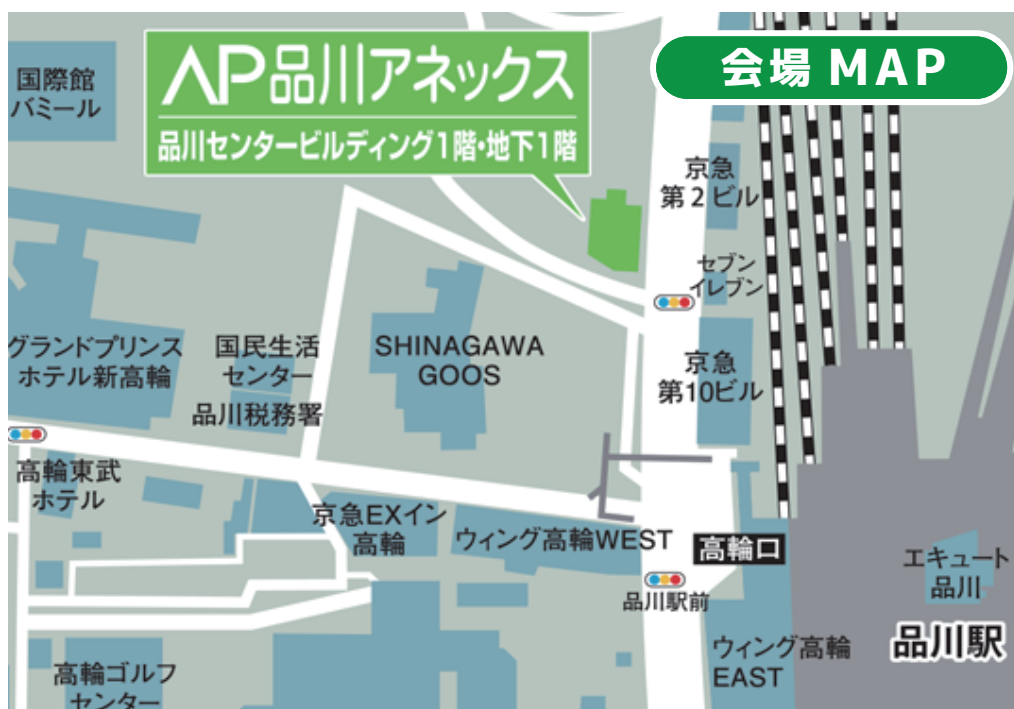 会場 MAP
AP品川アネックス
品川センタービルディング1階・地下1階
国際館
パミール
京急
第2ビル
セブン
イレブン
グランドプリンス
ホテル新高輪
国民生活
センター
品川税務署
SHINAGAWA
GOOS
京急
第10ビル
高輪東武
ホテル
京急EXイン
高輪
ウィング高輪WEST
高輪口
エキュート
品川
品川駅前
品川駅
ウィング高輪
EAST
高輪ゴルフ
センター